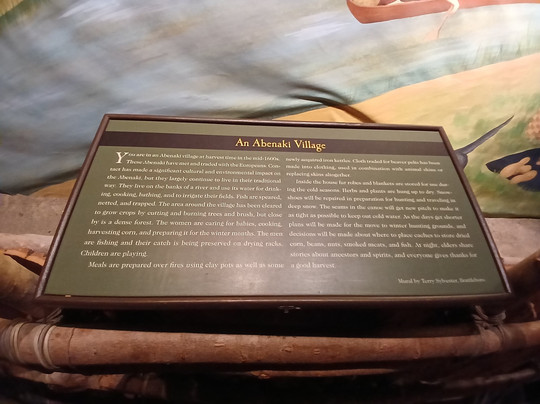 An Abenaki Village
You are in an Abenaki village at harvest time in the mid-1600s.
These Abenaki have met and traded with the Europeans. Con-
tact has made a significant cultural and environmental impact on
the Abenaki, but they largely continue to live in their traditional
way. They live on the banks of a river and use its water for drink-
ing, cooking, bathing, and to irrigate their fields. Fish are speared,
netted, and trapped. The area around the village has been cleared
to grow crops by cutting and burning trees and brush, but close
by is a dense forest. The women are caring for babies, cooking,
harvesting corn, and preparing it for the winter months. The men
are fishing and their catch is being preserved on drying racks.
Children are playing.
Meals are prepared over fires using clay pots as well as some
newly acquired iron kettles. Cloth traded for beaver pelts has been
made into clothing, used in combination with animal skins or
replacing skins altogether.
Inside the house fur robes and blankets are stored for use dur-
ing the cold seasons. Herbs and plants are hung up to dry. Snow-
shoes will be repaired in preparation for hunting and traveling in
deep snow. The seams in the canoe will get new pitch to make it
as tight as possible to keep out cold water. As the days get shorter
plans will be made for the move to winter hunting grounds, and
decisions will be made about where to place caches to store dried
corn, beans, nuts, smoked meats, and fish. At night, elders share
stories about ancestors and spirits, and everyone gives thanks for
a good harvest.
Mural by Terry Sylvester,